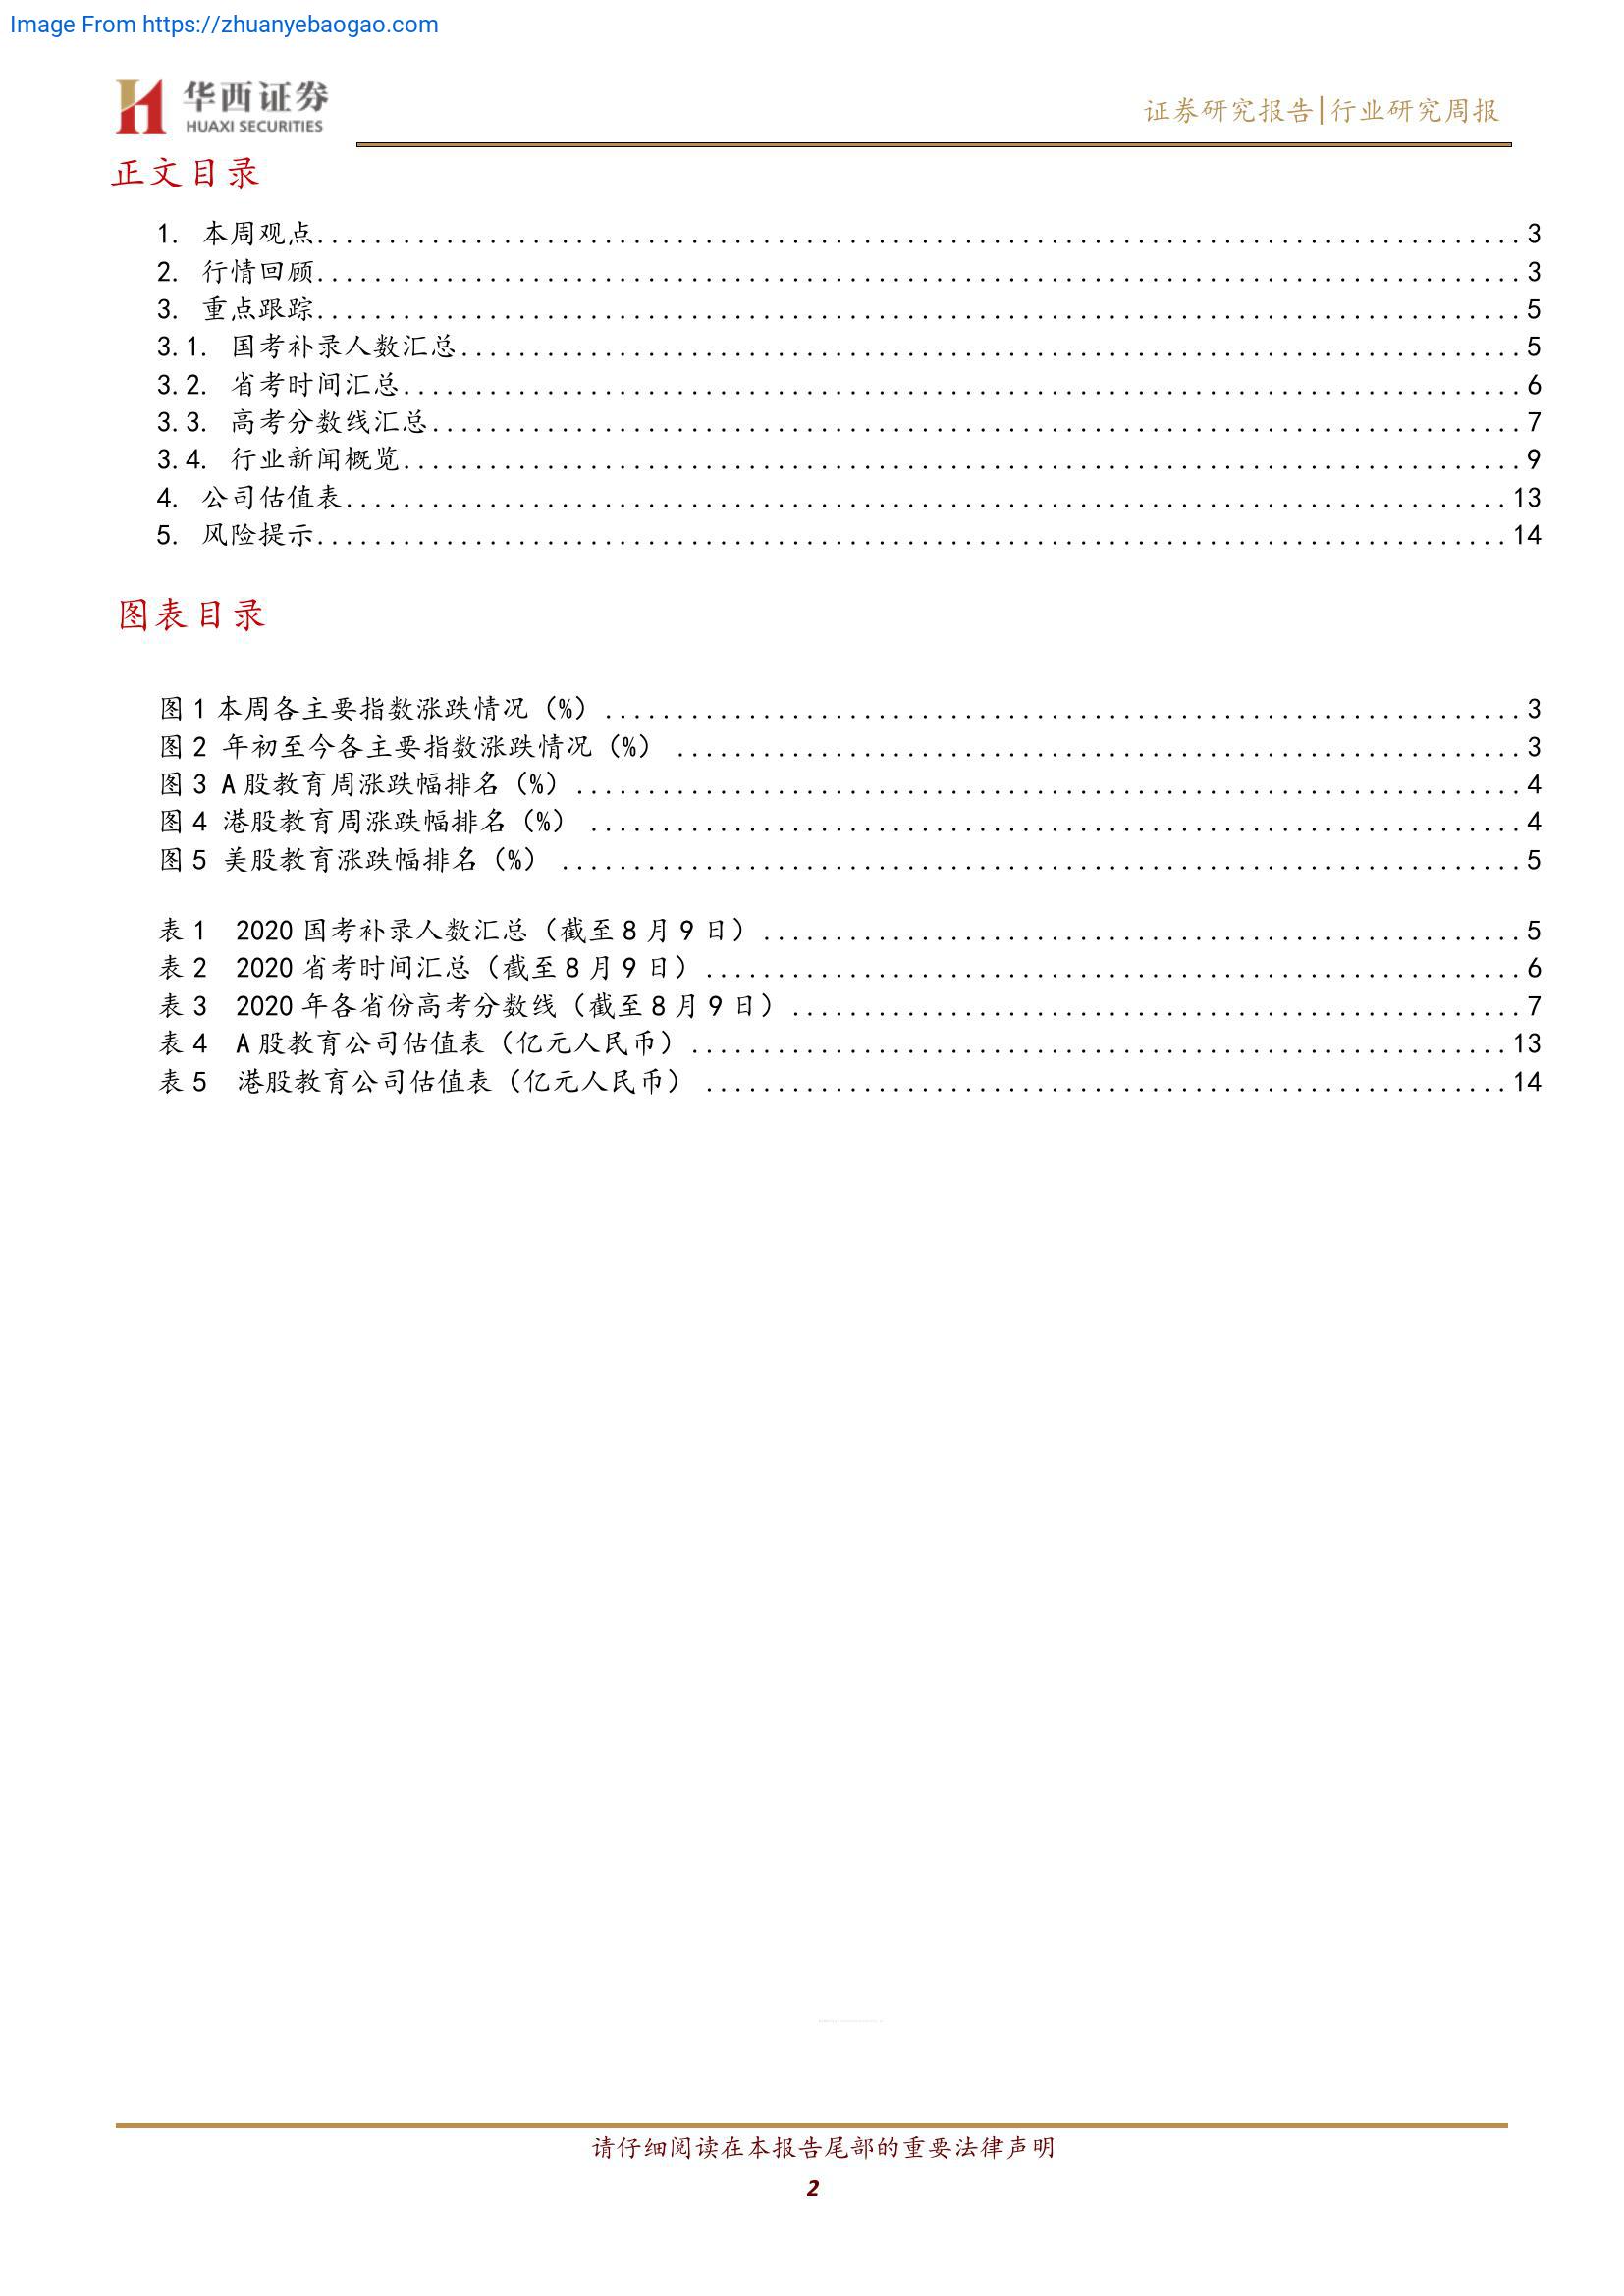 Image From https://zhuanyebaogao.com
华西证券
HUAXI SECURITIES
证券研究报告|行业研究周报
正文目录
1. 本周观点 3
2. 行情回顾 3
3. 重点跟踪 5
3.1. 国考补录人数汇总 5
3.2. 省考时间汇总 6
3.3. 高考分数线汇总 7
3.4. 行业新闻概览 9
4. 公司估值表 13
5. 风险提示 14
图表目录
图 1 本周各主要指数涨跌情况（%） 3
图 2 年初至今各主要指数涨跌情况（%） 3
图 3 A 股教育周涨跌幅排名（%） 4
图 4 港股教育周涨跌幅排名（%） 4
图 5 美股教育涨跌幅排名（%） 5
表 1 2020 国考补录人数汇总（截至 8 月 9 日） 5
表 2 2020 省考时间汇总（截至 8 月 9 日） 6
表 3 2020 年各省份高考分数线（截至 8 月 9 日） 7
表 4 A 股教育公司估值表（亿元人民币） 13
表 5 港股教育公司估值表（亿元人民币） 14
请仔细阅读在本报告尾部的重要法律声明
2